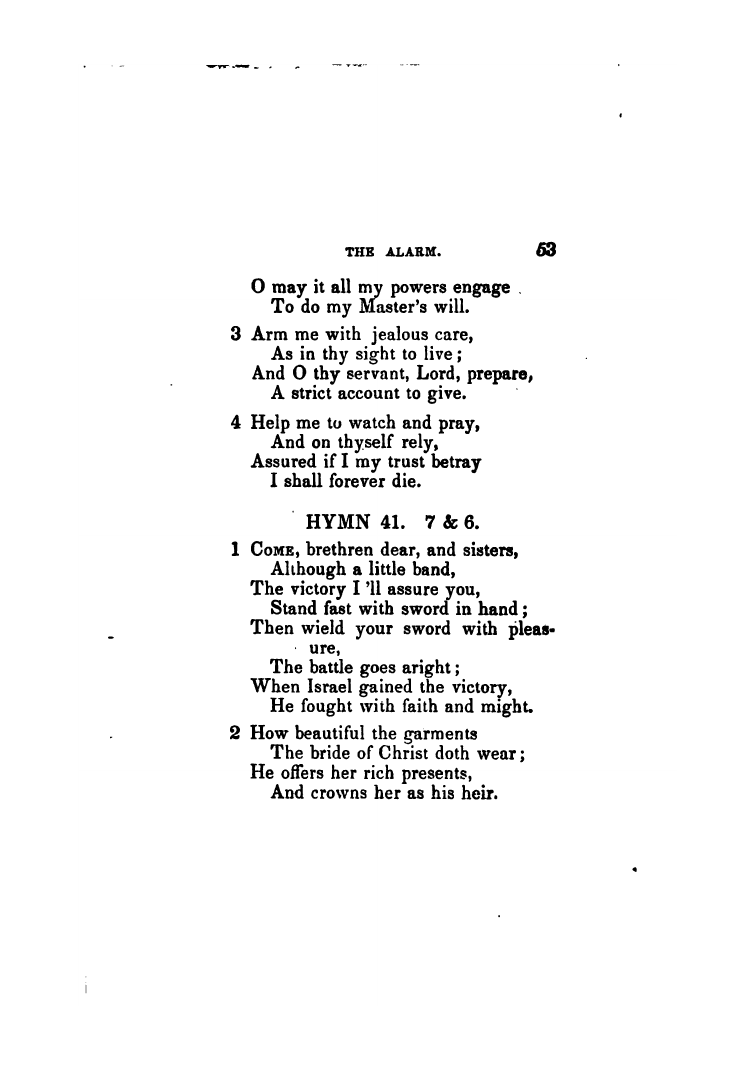 THE ALARM. 53
O may it all my powers engage
To do my Master's will.
3 Arm me with jealous care,
As in thy sight to live;
And O thy servant, Lord, prepare,
A strict account to give.
4 Help me to watch and pray,
And on thyself rely,
Assured if I my trust betray
I shall forever die.
HYMN 41. 7 & 6.
1 COME, brethren dear, and sisters,
Although a little band,
The victory I 'll assure you,
Stand fast with sword in hand;
Then wield your sword with pleas-
ure,
The battle goes aright;
When Israel gained the victory,
He fought with faith and might.
2 How beautiful the garments
The bride of Christ doth wear;
He offers her rich presents,
And crowns her as his heir.